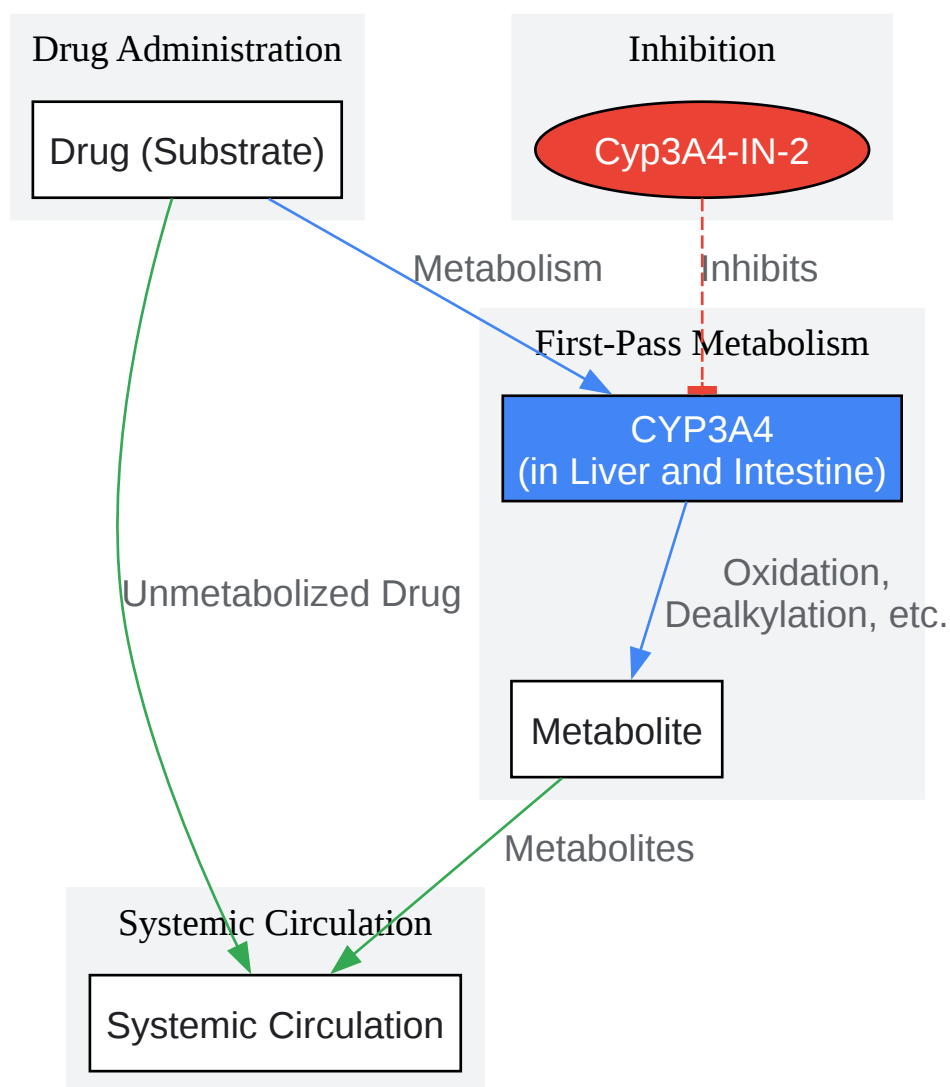 Drug Administration
Inhibition
Drug (Substrate)
Cyp3A4-IN-2
Metabolism
Inhibits
First-Pass Metabolism
CYP3A4
(in Liver and Intestine)
Oxidation,
Dealkylation, etc.
Unmetabolized Drug
Metabolite
Metabolites
Systemic Circulation
Systemic Circulation